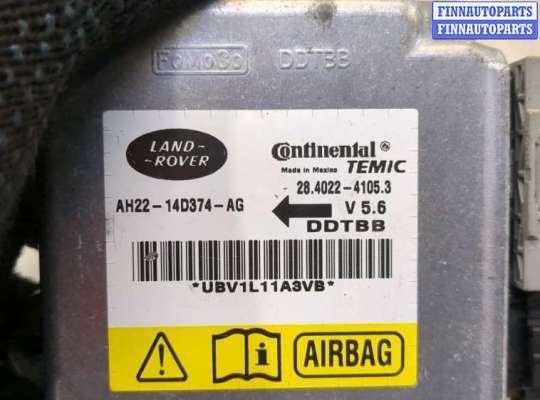 FINNAUTOPARTS
FINNAUTOPARTS
FoMoCo DDTBB
LAND~
~ROVER
Continental
Made in Mexico TEMIC
28.4022-4105.3
AH22-14D374-AG
V 5.6
DDTBB
*UBV1L11A3VB*
AIRBAG